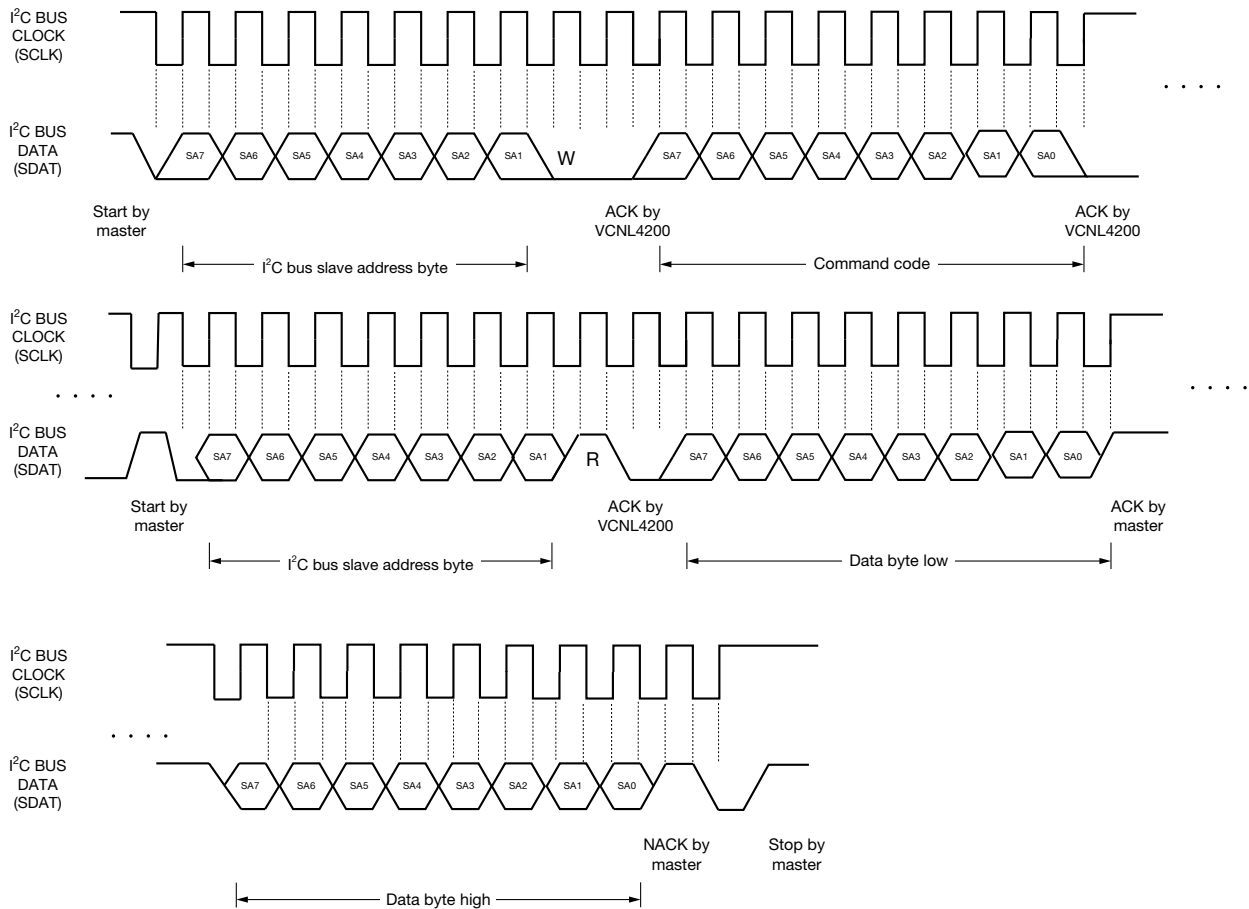 I²C BUS
CLOCK
(SCLK)
. . . .
I²C BUS
DATA
(SDAT)
SA7 SA6 SA5 SA4 SA3 SA2 SA1 W SA7 SA6 SA5 SA4 SA3 SA2 SA1 SA0
Start by
master
ACK by
VCNL4200
ACK by
VCNL4200
I²C bus slave address byte
Command code
I²C BUS
CLOCK
(SCLK)
. . . .
. . . .
I²C BUS
DATA
(SDAT)
SA7 SA6 SA5 SA4 SA3 SA2 SA1 R SA7 SA6 SA5 SA4 SA3 SA2 SA1 SA0
Start by
master
ACK by
VCNL4200
ACK by
master
I²C bus slave address byte
Data byte low
I²C BUS
CLOCK
(SCLK)
. . . .
I²C BUS
DATA
(SDAT)
SA7 SA6 SA5 SA4 SA3 SA2 SA1 SA0
NACK by
master
Stop by
master
Data byte high